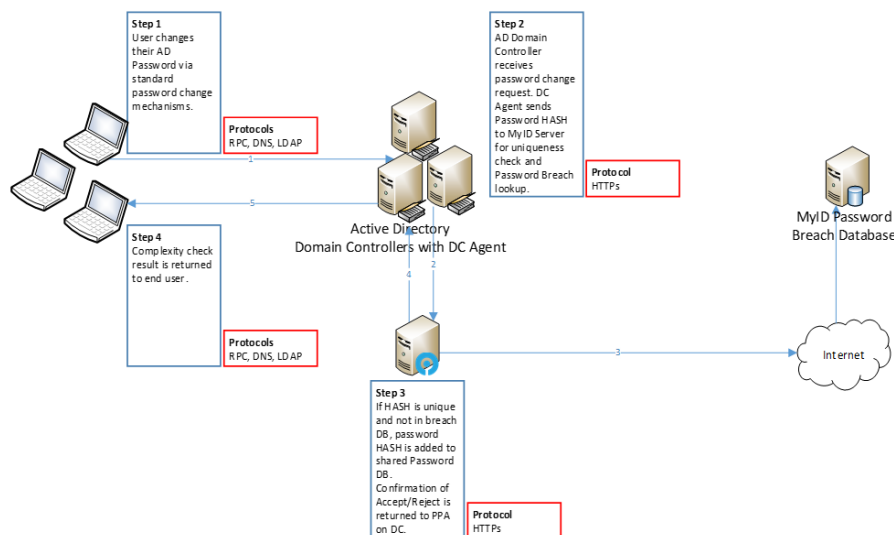 Step 1
User changes
their AD
Password via
standard
password change
mechanisms.
Protocols
RPC, DNS, LDAP
Step 2
AD Domain
Controller
receives
password change
request. DC
Agent sends
Password HASH
to MyID Server
for uniqueness
check and
Password Breach
lookup.
Protocol
HTTPs
MyID Password
Breach Database
1
5
Active Directory
Domain Controllers with DC Agent
Step 4
Complexity check
result is returned
to end user.
Protocols
RPC, DNS, LDAP
4
2
3
Internet
Step 3
If HASH is unique
and not in breach
DB, password
HASH is added to
shared Password
DB.
Confirmation of
Accept/Reject is
returned to PPA
on DC.
Protocol
HTTPs